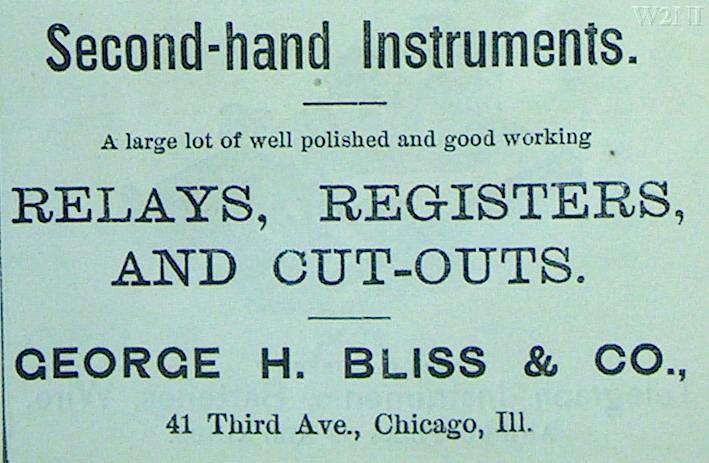 W2PJI
Second-hand Instruments.
A large lot of well polished and good working
RELAYS, REGISTERS,
AND CUT-OUTS.
GEORGE H. BLISS & CO.,
41 Third Ave., Chicago, Ill.